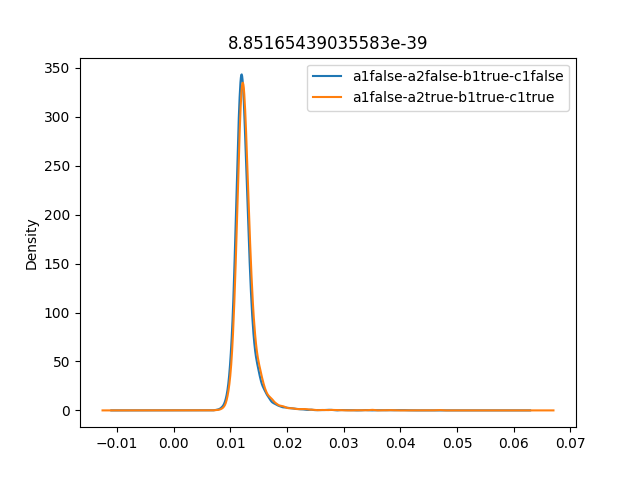 8.85165439035583e-39
a1false-a2false-b1true-c1false
a1false-a2true-b1true-c1true
Density
350
300
250
200
150
100
50
0
−0.01 0.00 0.01 0.02 0.03 0.04 0.05 0.06 0.07